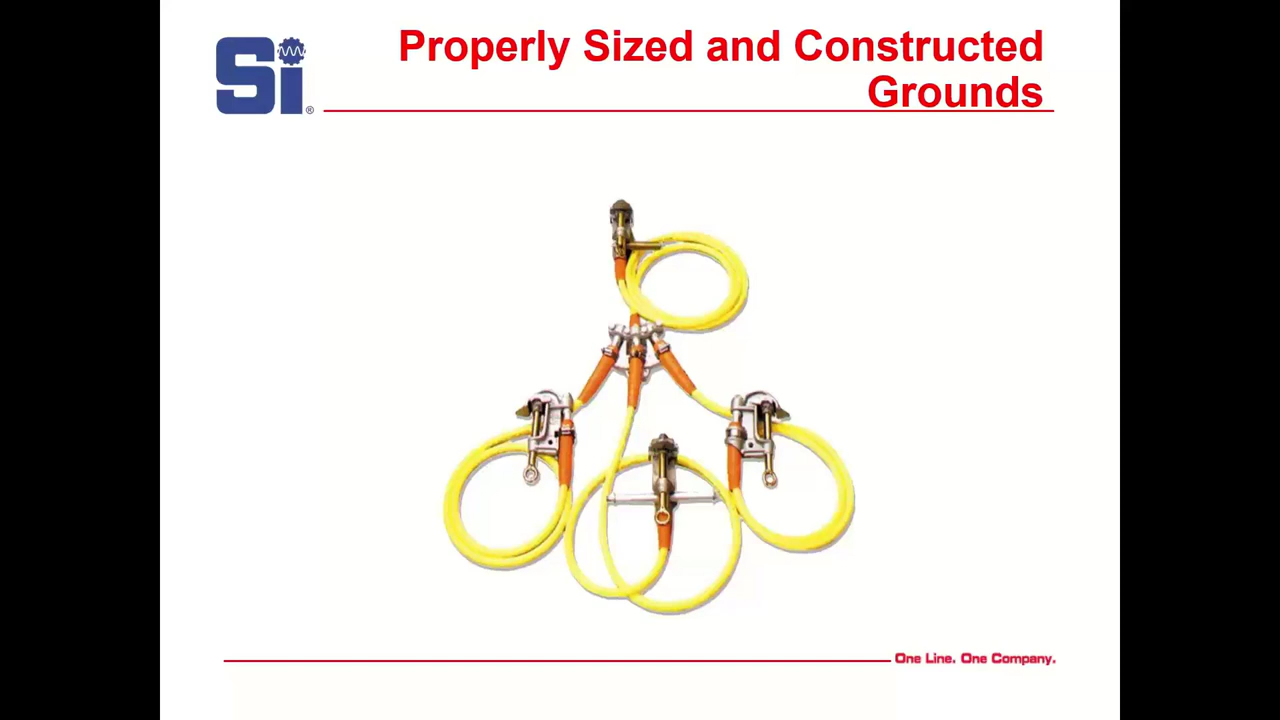 Si®
Properly Sized and Constructed
Grounds
One Line. One Company.